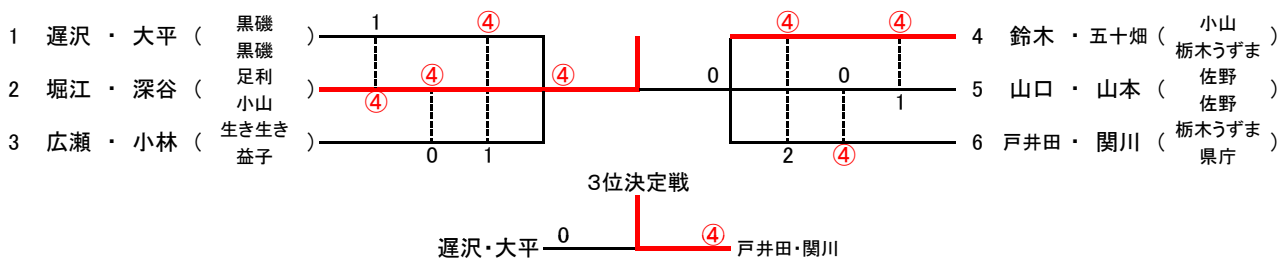 1 遅沢 ・ 大平 ( 黒磯 黒磯 ) 1 ④
2 堀江 ・ 深谷 ( 足利 小山 ) ④ ④ ④
3 広瀬 ・ 小林 ( 生き生き 益子 ) 0 1
④ ④ 4 鈴木 ・ 五十畑 ( 小山 栃木うずま )
0 0 1 5 山口 ・ 山本 ( 佐野 佐野 )
2 ④ 6 戸井田 ・ 関川 ( 栃木うずま 県庁 )
3位決定戦
遅沢・大平 0 ④ 戸井田・関川